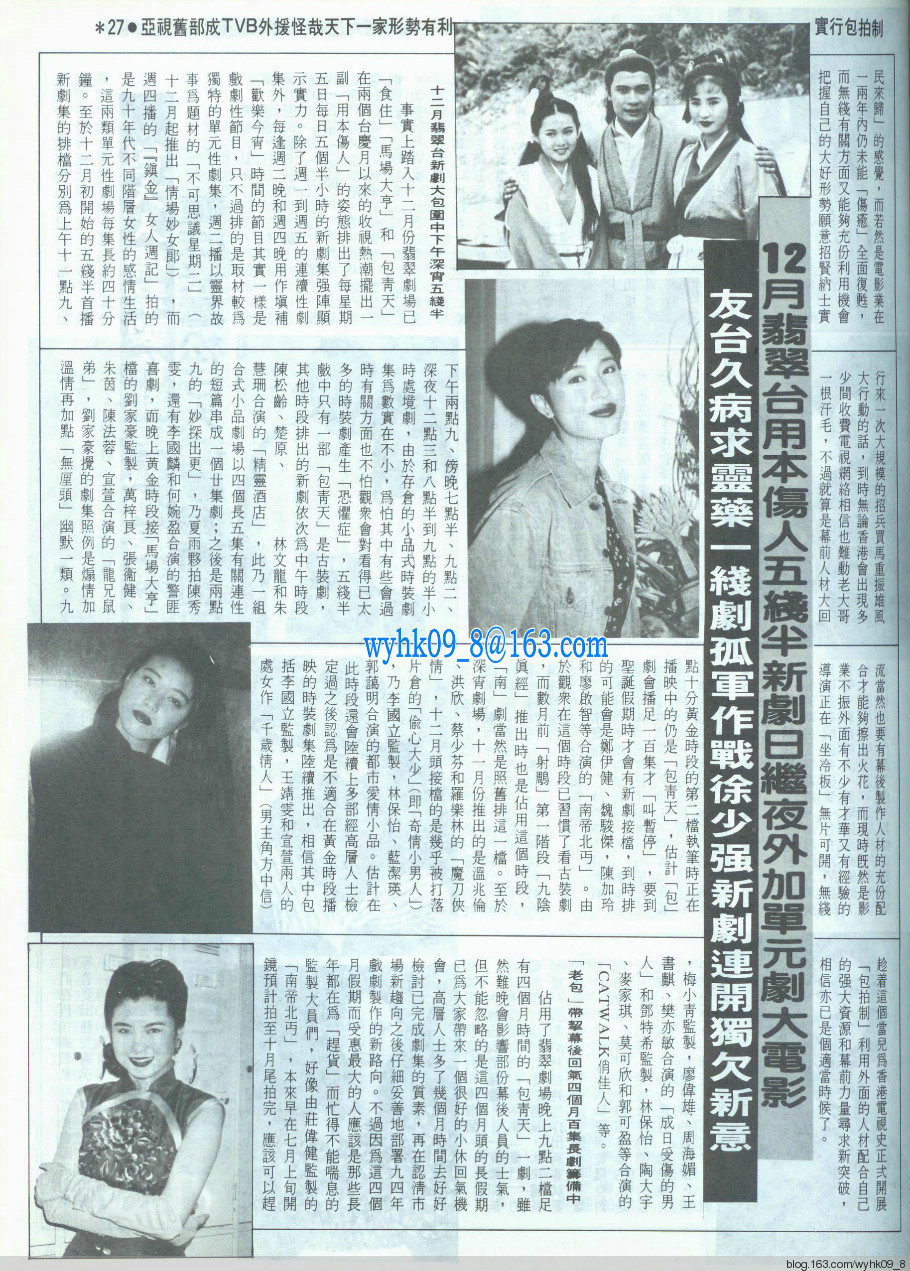 *27●亞視舊部成TVB外援怪哉天下一家形勢有利
實行包拍制
民來歸」的感覺，而若然是電影業在
一兩年內仍未能「傷癒」全面復甦，
而無綫有關方面又能夠充份利用機會
把握自己的大好形勢願意招賢納士實
行來一次大規模的招兵買馬重振雄風
大行動的話，到時無論香港會出現多
少間收費電視網絡相信也難動老大哥
一根汗毛，不過就算是幕前人材大回
流當然也要有幕後製作人材的充份配
合才能夠擦出火花，而現時旣然是影
業不振外面有不少有才華又有經驗的
導演正在「坐冷板」無片可開，無綫
趁着這個當兒爲香港電視史正式開展
「包拍制」利用外面的人材配合自己
的强大資源和幕前力量尋求新突破，
相信亦已是個適當時候了。
12月翡翠台用本傷人五綫半新劇日繼夜外加單元劇大電影
友台久病求靈藥一綫劇孤軍作戰徐少强新劇連開獨欠新意
十二月翡翠台新劇大包圍中下午深宵五綫半
事實上踏入十二月份翡翠劇場已
「食住」「馬場大亨」和「包靑天」
在兩個台慶月以來的收視熱潮擺出一
副「用本傷人」的姿態排出了每星期
五日每日五個半小時的新劇集强陣顯
示實力。除了週一到週五的連續性劇
集外，每逢週二晚和週四晚用作塡補
「歡樂今宵」時間的節目其實一樣是
戲劇性節目，只不過排的是取材較爲
獨特的單元性劇集，週二播以靈界故
事爲題材的「不可思議星期二」（
十二月起推出「情場妙女郎），而
週四播的「『鎭金』女人週記」拍的
是九十年代不同階層女性的感情生活
，這兩類單元性劇場每集長約四十分
鐘。至於十二月初開始的五綫半首播
新劇集的排檔分別爲上午十一點九、
下午兩點九、傍晚七點半、九點二、
深夜十二點三和八點半到九點的半小
時處境劇，由於存倉的小品式時裝劇
集爲數實在不小，爲怕其中有些會過
時有關方面也不怕觀衆會對看得已太
多的時裝劇產生「恐懼症」，五綫半
戲中只有一部「包靑天」是古裝劇，
其他時段排出的新劇依次爲中午時段
陳松齡、楚原、　　林文龍和朱
慧珊合演的「精靈酒店」，此乃一組
合式小品劇場以四個長五集有關連性
的短篇串成一個廿集劇；之後是兩點
九的「妙探出更」，乃夏雨夥拍陳秀
雯，還有李國麟和何婉盈合演的警匪
喜劇，而晚上黃金時段接「馬場大亨」
檔的劉家豪監製，萬梓良、張衞健、
朱茵、陳法蓉、宣萱合演的「龍兄鼠
弟」，劉家豪攪的劇集照例是煽情加
溫情再加點「無厘頭」幽默一類。九
點十分黃金時段的第二檔執筆時正在
播映中的仍是「包靑天」，估計「包」
劇會播足一百集才「叫暫停」，要到
聖誕假期時才會有新劇接檔，到時排
的可能會是鄭伊健、魏駿傑，陳加玲
和廖啟智等合演的「南帝北丐」。由
於觀衆在這個時段已習慣了看古裝劇
，而數月前「射鵰」第一階段「九陰
眞經」推出時也是佔用這個時段，
「南」劇當然是照舊排這一檔。至於
深宵劇場，十一月份推出的是溫兆倫
、洪欣、蔡少芬和羅樂林的「魔刀俠
情」，十二月頭接檔的是幾乎被打落
片倉的「偷心大少」（即「寄情小男人）
，乃李國立監製，林保怡、藍潔瑛、
郭藹明合演的都市愛情小品。估計在
此時段還會陸續上多部經高層人士檢
定過之後認爲是不適合在黃金時段播
映的時裝劇集陸續推出，相信其中包
括李國立監製，王靖雯和宣萱兩人的
處女作「千歲情人」（男主角方中信）
，梅小靑監製，廖偉雄、周海媚、王
書麒、樊亦敏合演的「成日受傷的男
人」和鄧特希監製，林保怡、陶大宇
、麥家琪、莫可欣和郭可盈等合演的
「CATWALK俏佳人」等。
「老包」帶挈幕後回氣四個月百集長劇籌備中
佔用了翡翠劇場晚上九點二檔足
有四個月時間的「包靑天」一劇，雖
然難晚會影響部份幕後人員的士氣，
但不能忽略的是這四個月頭的長假期
已爲大家帶來一個很好的小休回氣機
會，高層人士多了幾個月時間去好好
檢討已完成劇集的質素，再在認淸市
場新趨向之後仔細妥善地部署九四年
戲劇製作的新路向。不過因爲這四個
月假期而受惠最大的人應該是那些長
年都在爲「趕貨」而忙得不能喘息的
監製大員們，好像由莊偉健監製的
「南帝北丐」，本來早在七月上旬開
鏡預計拍至十月尾拍完，應該可以趕
wyhk09_8@163.com
blog.163.com/wyhk09_8